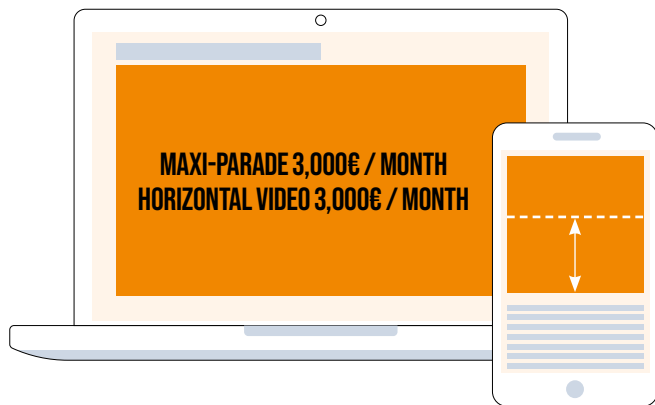 MAXI-PARADE 3,000€ / MONTH
HORIZONTAL VIDEO 3,000€ / MONTH